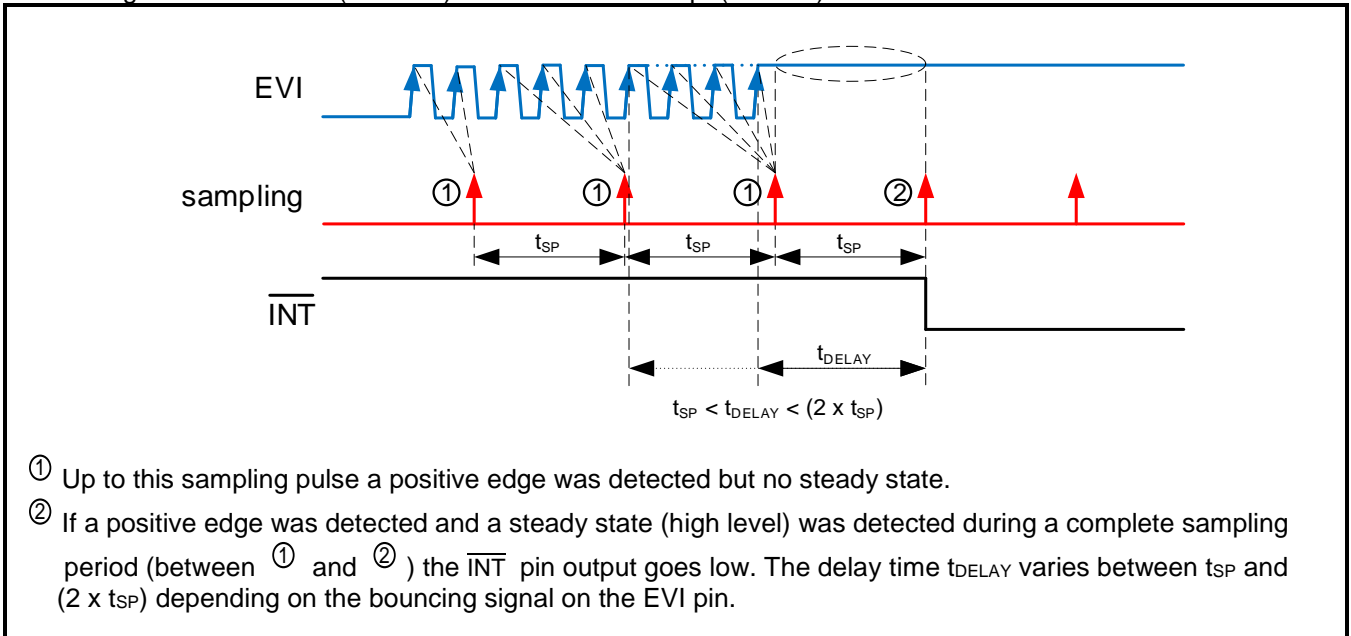 EVI
sampling
① ① ① ②
tSP tSP tSP
INT
tDELAY
tSP < tDELAY < (2 x tSP)
① Up to this sampling pulse a positive edge was detected but no steady state.
② If a positive edge was detected and a steady state (high level) was detected during a complete sampling
period (between ① and ② ) the INT pin output goes low. The delay time tDELAY varies between tSP and
(2 x tSP) depending on the bouncing signal on the EVI pin.